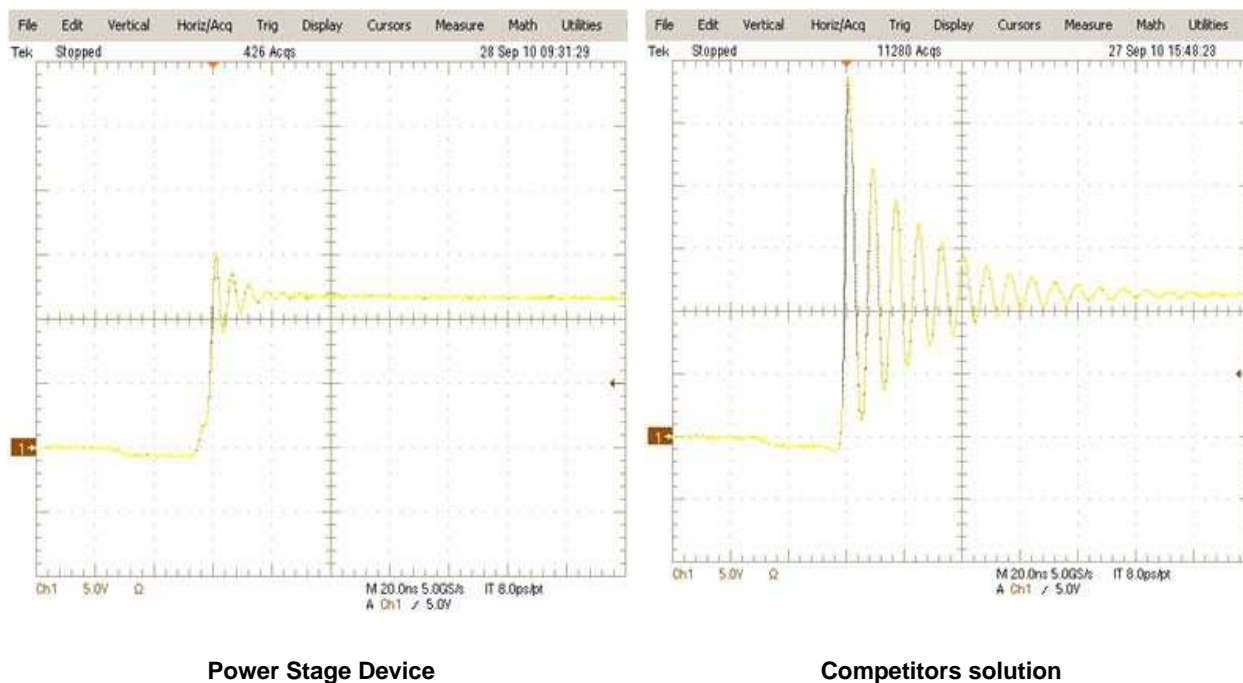 File Edit Vertical Horiz/Acq Trig Display Cursors Measure Math Utilities
Tek Stopped 426 Acqs 28 Sep 10 09:31:29
1
Ch1 5.0V Ω
M 20.0ns 5.0GS/s IT 8.0ps/pt
A Ch1 / 5.0V
File Edit Vertical Horiz/Acq Trig Display Cursors Measure Math Utilities
Tek Stopped 11280 Acqs 27 Sep 10 15:48:23
1
Ch1 5.0V Ω
M 20.0ns 5.0GS/s IT 8.0ps/pt
A Ch1 / 5.0V
Power Stage Device
Competitors solution